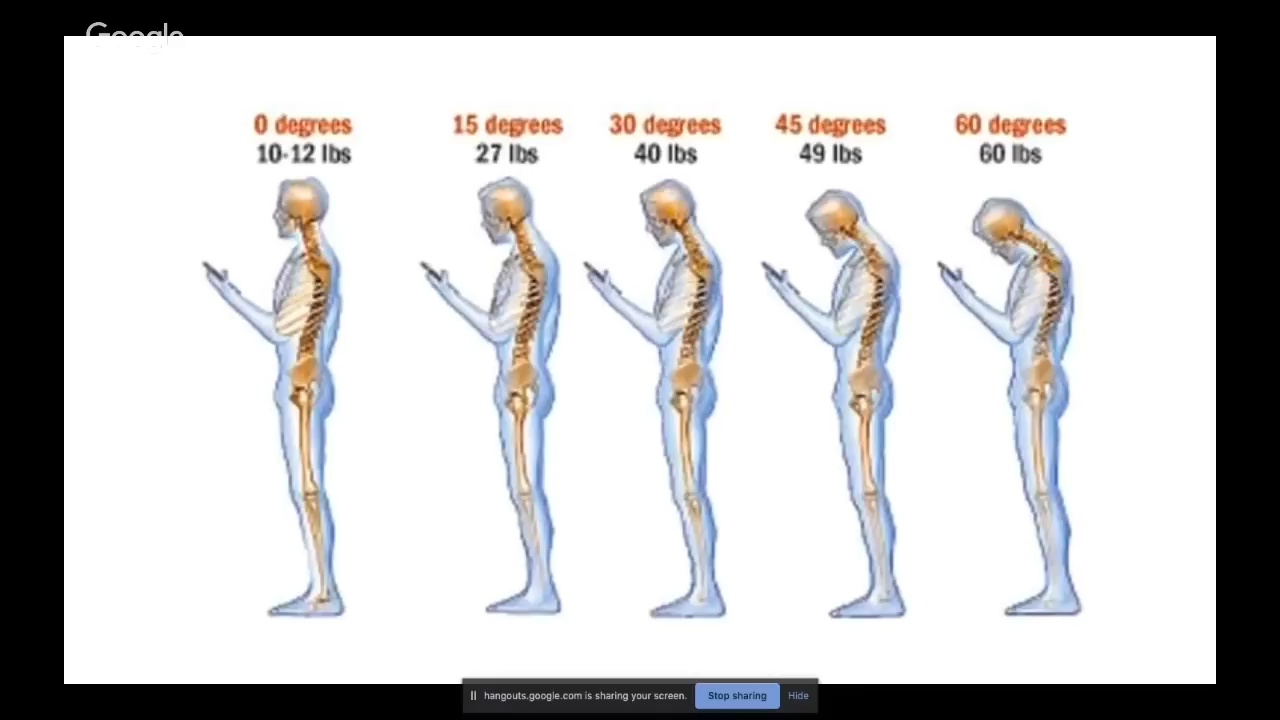 Google
0 degrees
10-12 lbs
15 degrees
27 lbs
30 degrees
40 lbs
45 degrees
49 lbs
60 degrees
60 lbs
hangouts.google.com is sharing your screen.
Stop sharing
Hide